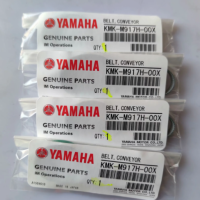 YAMAHA
GENUINE PARTS
IM Operations
BELT, CONVEYOR
KMK-M917H-00X
QTY 1
YAMAHA
GENUINE PARTS
IM Operations
BELT, CONVEYOR
KMK-M917H-00X
QTY 1
YAMAHA
GENUINE PARTS
IM Operations
BELT, CONVEYOR
KMK-M917H-00X
QTY 1
YAMAHA
GENUINE PARTS
IM Operations
BELT, CONVEYOR
KMK-M917H-00X